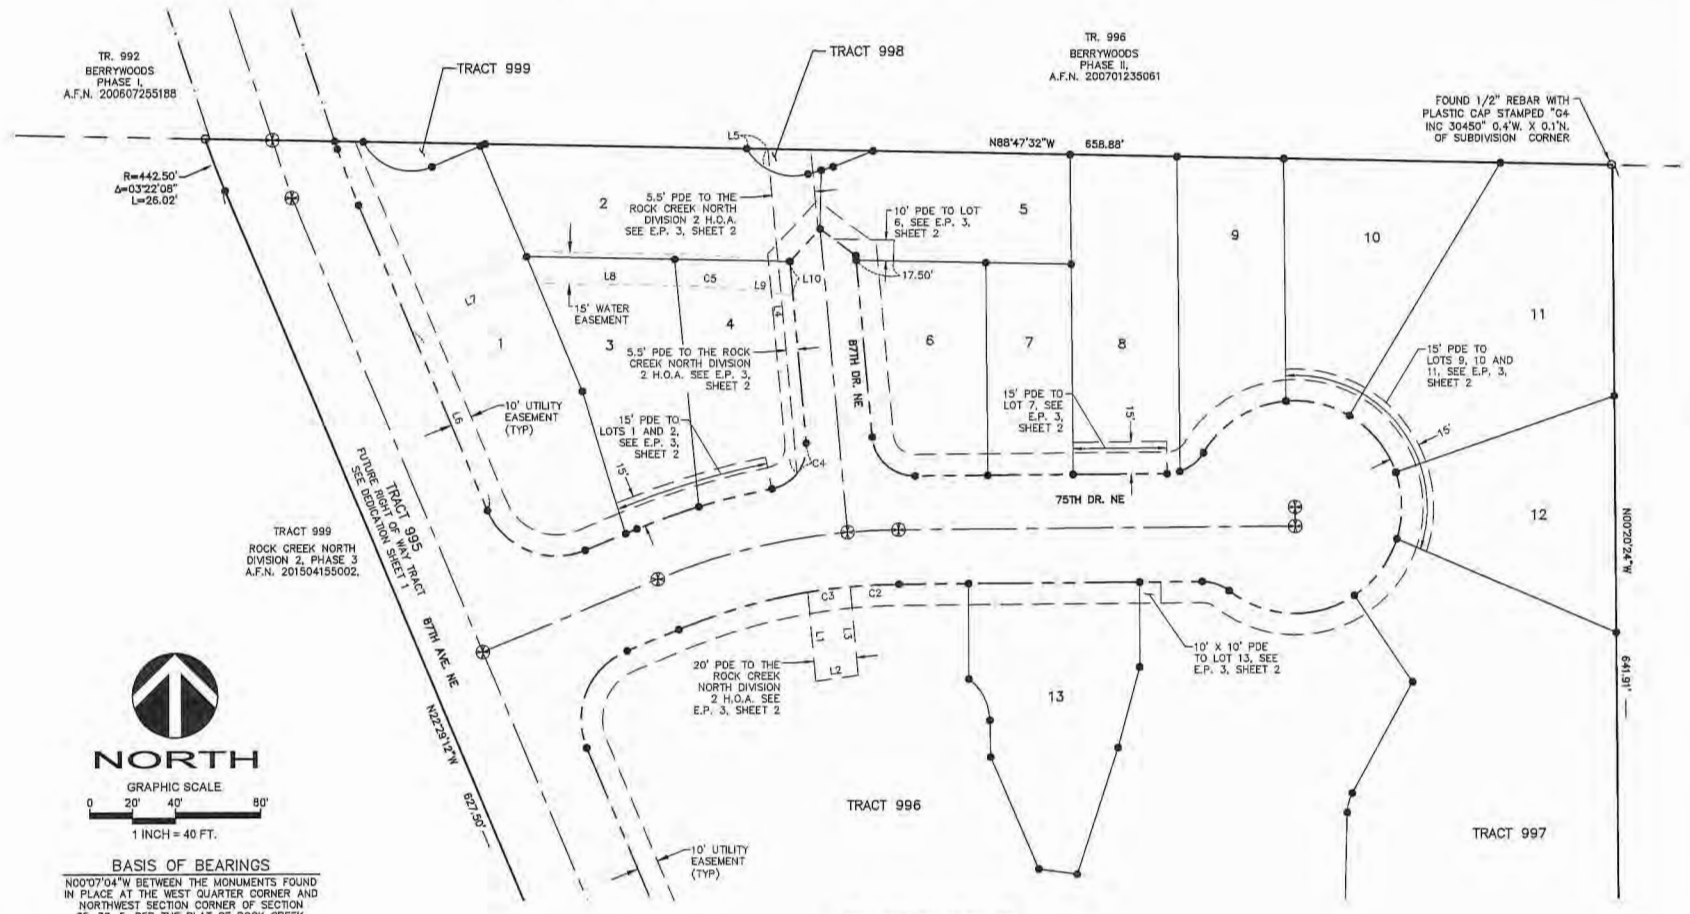 TR. 992
BERRYWOODS
PHASE I,
A.F.N. 200607255188
TRACT 999
TRACT 998
TR. 996
BERRYWOODS
PHASE II,
A.F.N. 200701235061
FOUND 1/2" REBAR WITH
PLASTIC CAP STAMPED "G4
INC 30450" 0.4'W. X 0.1'N.
OF SUBDIVISION CORNER
L5
N88°47'32"W 658.88'
R=442.50'
Δ=03°22'08"
L=26.02'
2
5.5' PDE TO THE
ROCK CREEK NORTH
DIVISION 2 H.O.A.
SEE E.P. 3, SHEET 2
10' PDE TO LOT
6, SEE E.P. 3,
SHEET 2
5
9
10
L8
C5
L9
L10
17.50'
L7
15' WATER
EASEMENT
L4
11
1
3
4
6
7
8
87TH DR. NE
5.5' PDE TO THE ROCK
CREEK NORTH DIVISION
2 H.O.A. SEE E.P. 3,
SHEET 2
15' PDE TO
LOTS 9, 10 AND
11, SEE E.P. 3,
SHEET 2
L6
10' UTILITY
EASEMENT
(TYP)
15' PDE TO
LOTS 1 AND 2,
SEE E.P. 3,
SHEET 2
15'
C4
15' PDE TO
LOT 7, SEE
E.P. 3,
SHEET 2
15'
15'
75TH DR. NE
12
N00°20'24"W 641.91'
TRACT 995
FUTURE RIGHT OF WAY TRACT
SEE DEDICATION SHEET 1
TRACT 999
ROCK CREEK NORTH
DIVISION 2, PHASE 3
A.F.N. 201504155002,
87TH AVE. NE
N22°29'12"W 627.50'
C3
C2
L1
L3
L2
20' PDE TO THE
ROCK CREEK
NORTH DIVISION
2 H.O.A. SEE
E.P. 3, SHEET 2
10' X 10' PDE
TO LOT 13, SEE
E.P. 3, SHEET 2
13
NORTH
GRAPHIC SCALE
0 20' 40' 80'
1 INCH = 40 FT.
TRACT 996
TRACT 997
10' UTILITY
EASEMENT
(TYP)
BASIS OF BEARINGS
N00°07'04"W BETWEEN THE MONUMENTS FOUND
IN PLACE AT THE WEST QUARTER CORNER AND
NORTHWEST SECTION CORNER OF SECTION